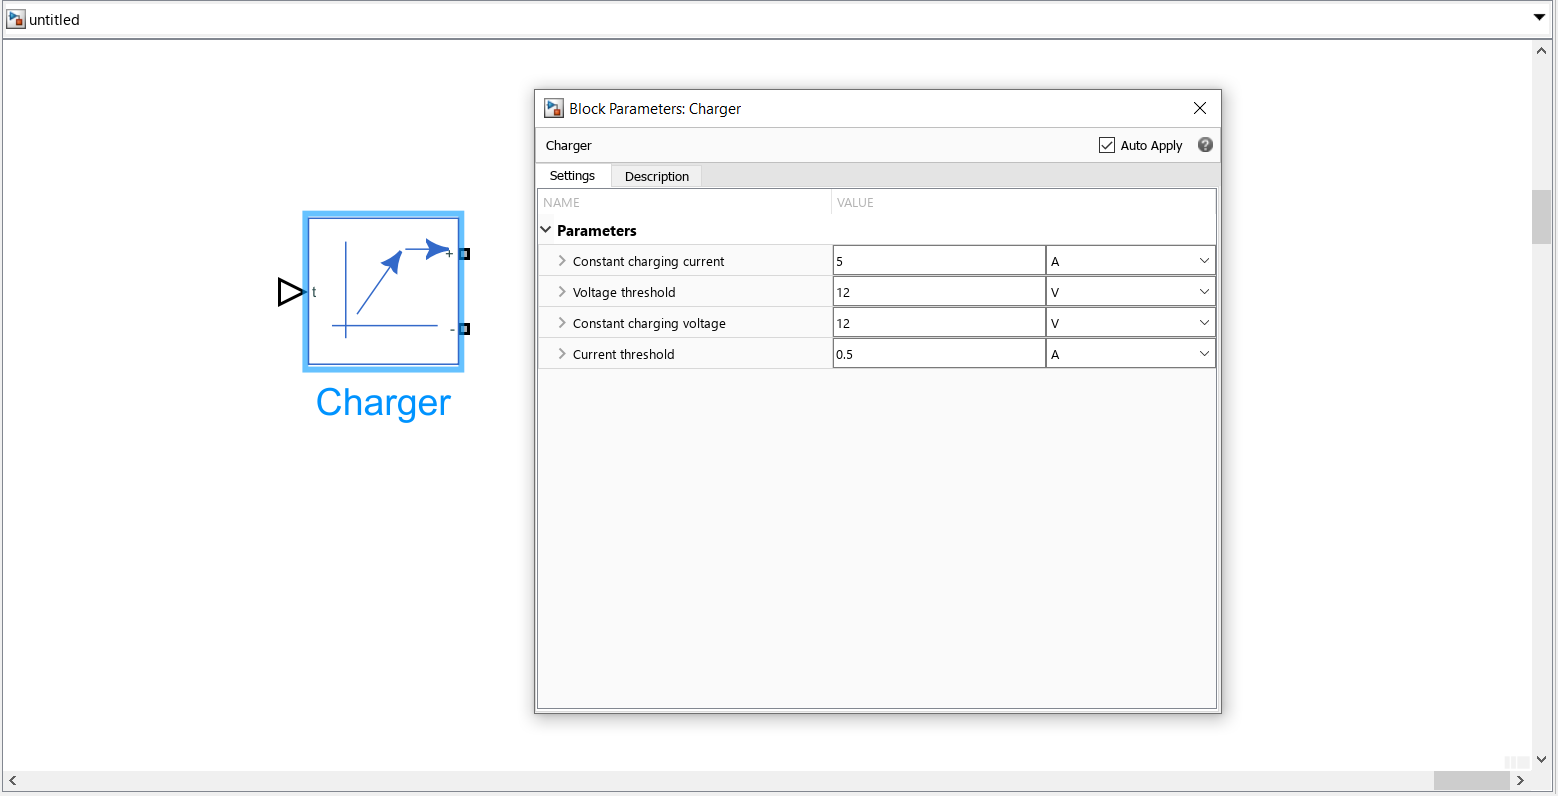 untitled
Block Parameters: Charger
Charger Auto Apply ?
Settings Description
NAME VALUE
Parameters
Constant charging current 5 A
Voltage threshold 12 V
Constant charging voltage 12 V
Current threshold 0.5 A
+
t
-
Charger